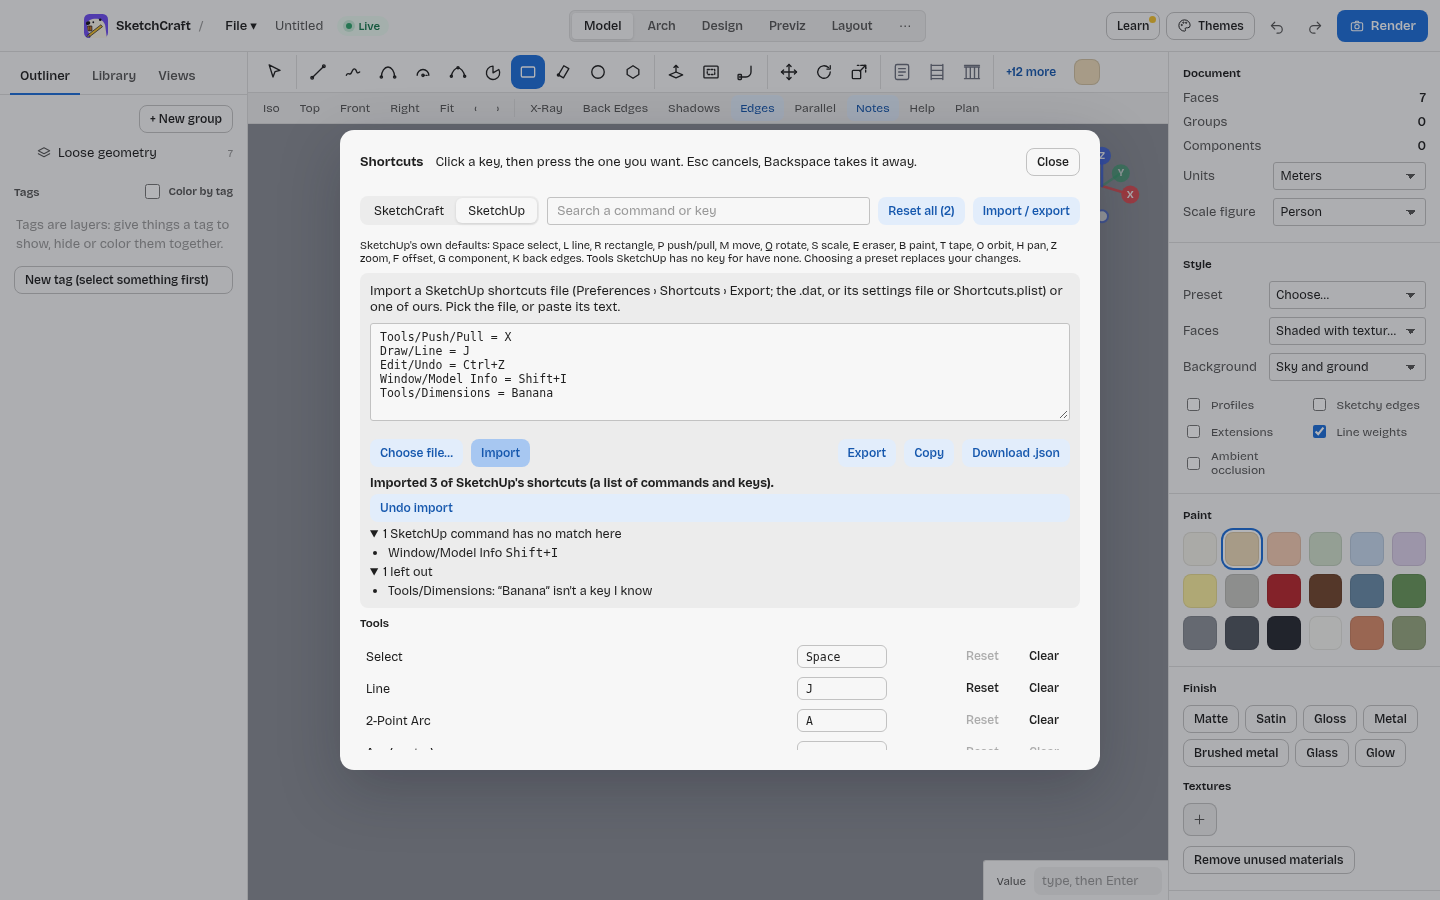 SketchCraft / File ▾ Untitled Live Model Arch Design Previz Layout ··· Learn Themes Render
Outliner Library Views
+12 more
Iso Top Front Right Fit ‹ › X-Ray Back Edges Shadows Edges Parallel Notes Help Plan
+ New group
Loose geometry 7
Tags Color by tag
Tags are layers: give things a tag to
show, hide or color them together.
New tag (select something first)
Z
Y
X
Shortcuts Click a key, then press the one you want. Esc cancels, Backspace takes it away. Close
SketchCraft SketchUp Search a command or key Reset all (2) Import / export
SketchUp's own defaults: Space select, L line, R rectangle, P push/pull, M move, Q rotate, S scale, E eraser, B paint, T tape, O orbit, H pan, Z
zoom, F offset, G component, K back edges. Tools SketchUp has no key for have none. Choosing a preset replaces your changes.
Import a SketchUp shortcuts file (Preferences › Shortcuts › Export; the .dat, or its settings file or Shortcuts.plist) or
one of ours. Pick the file, or paste its text.
Tools/Push/Pull = X
Draw/Line = J
Edit/Undo = Ctrl+Z
Window/Model Info = Shift+I
Tools/Dimensions = Banana
Choose file... Import Export Copy Download .json
Imported 3 of SketchUp's shortcuts (a list of commands and keys).
Undo import
▼ 1 SketchUp command has no match here
• Window/Model Info Shift+I
▼ 1 left out
• Tools/Dimensions: “Banana” isn't a key I know
Tools
Select Space Reset Clear
Line J Reset Clear
2-Point Arc A Reset Clear
Document
Faces 7
Groups 0
Components 0
Units Meters
Scale figure Person
Style
Preset Choose...
Faces Shaded with textur...
Background Sky and ground
Profiles Sketchy edges
Extensions Line weights
Ambient
occlusion
Paint
Finish
Matte Satin Gloss Metal
Brushed metal Glass Glow
Textures
+
Remove unused materials
Value type, then Enter